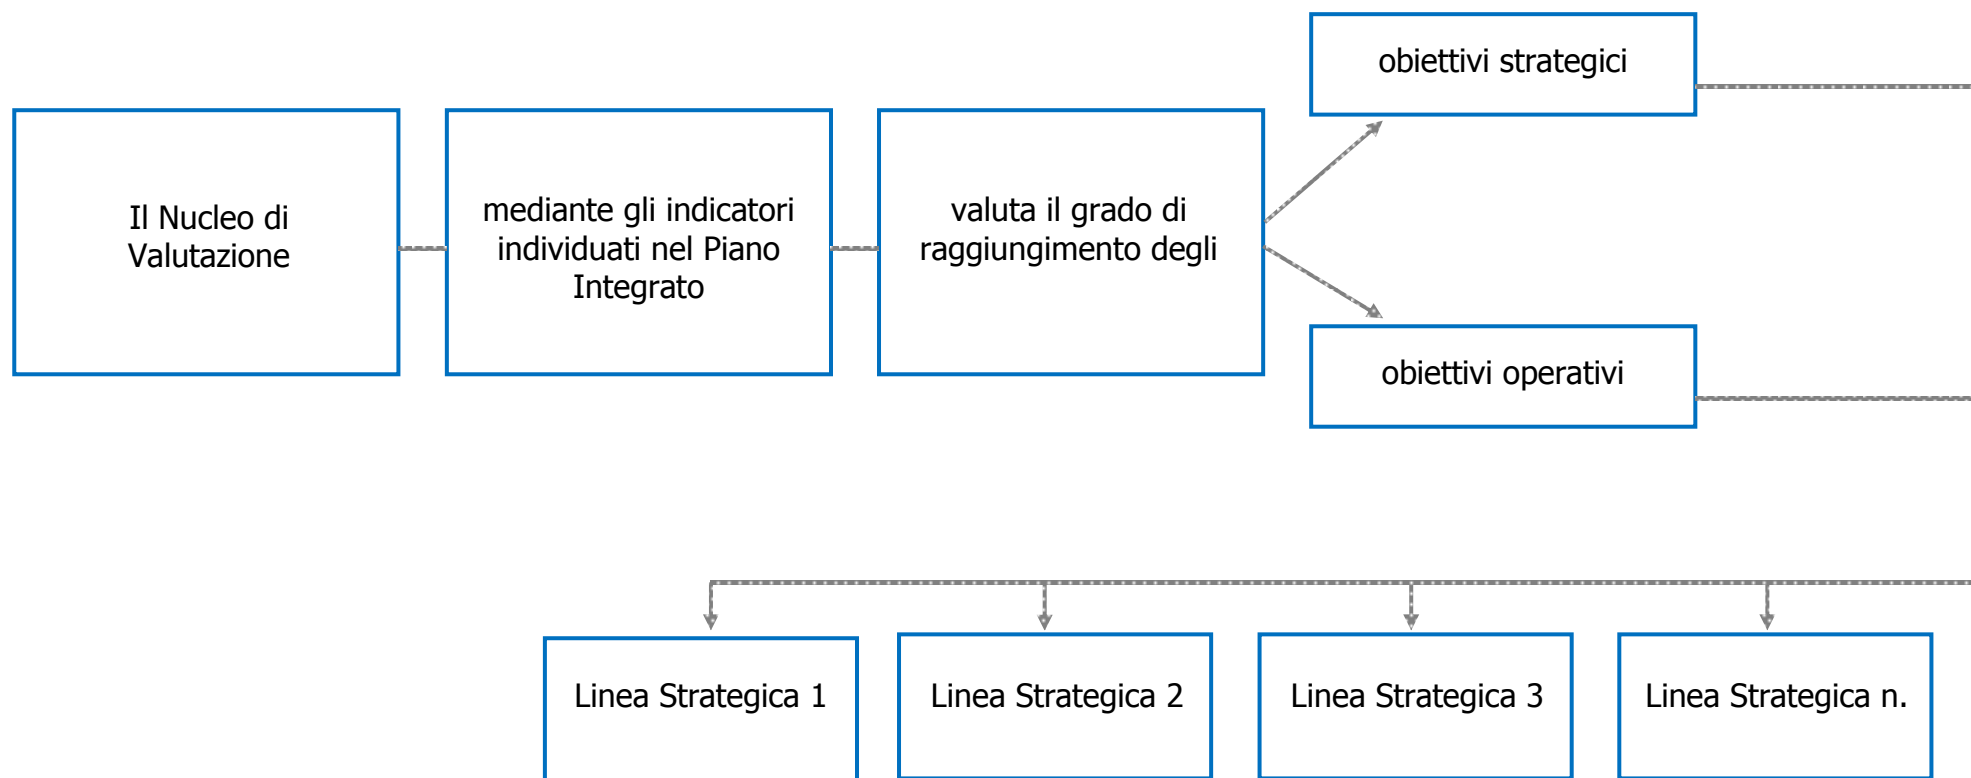 Il Nucleo di
Valutazione
mediante gli indicatori
individuati nel Piano
Integrato
valuta il grado di
raggiungimento degli
obiettivi strategici
obiettivi operativi
Linea Strategica 1
Linea Strategica 2
Linea Strategica 3
Linea Strategica n.